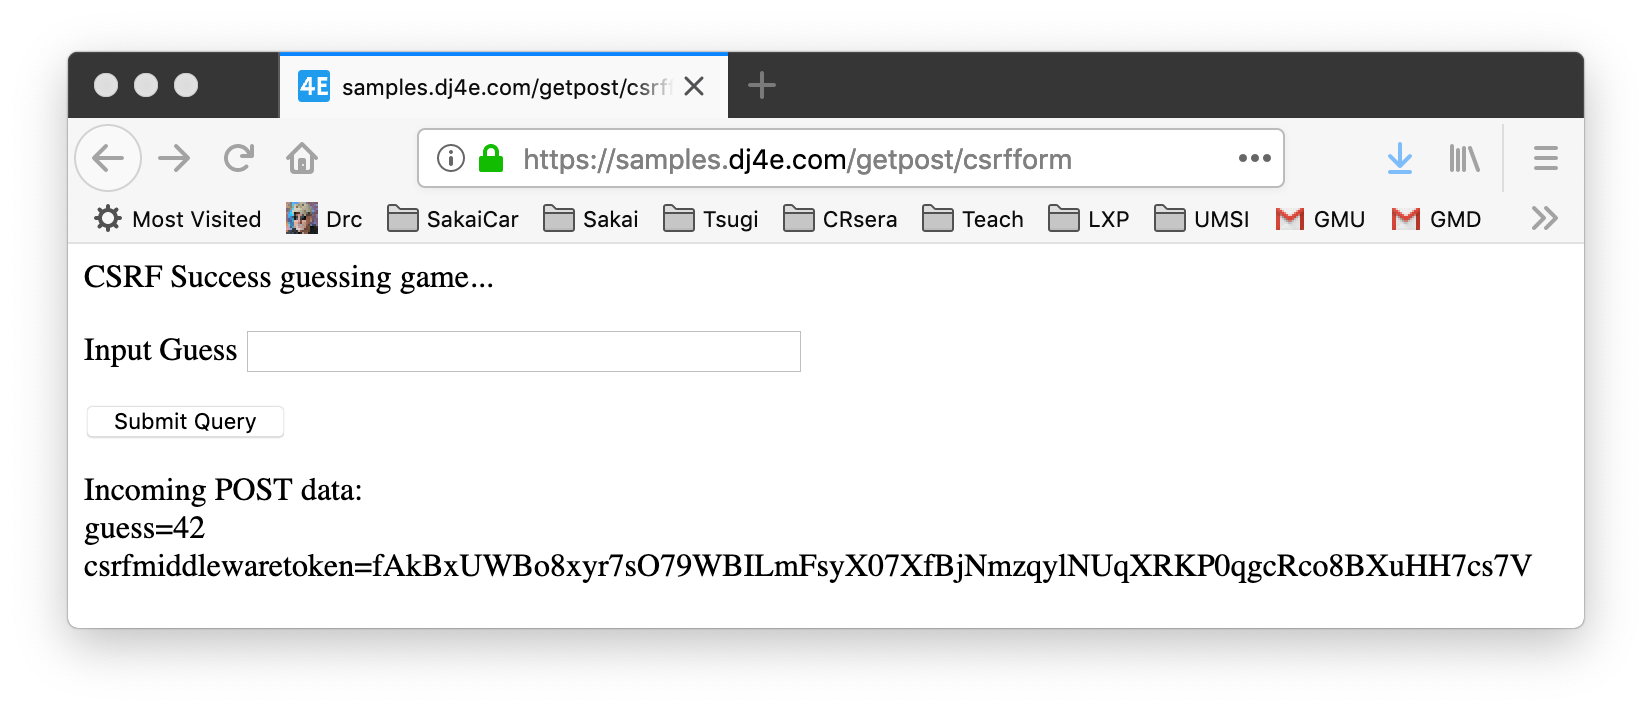 4E samples.dj4e.com/getpost/csrf
https://samples.dj4e.com/getpost/csrfform
Most Visited Drc SakaiCar Sakai Tsugi CRsera Teach LXP UMSI GMU GMD
CSRF Success guessing game...
Input Guess
Submit Query
Incoming POST data:
guess=42
csrfmiddlewaretoken=fAkBxUWBo8xyr7sO79WBILmFsyX07XfBjNmzqylNUqXRKP0qgcRco8BXuHH7cs7V